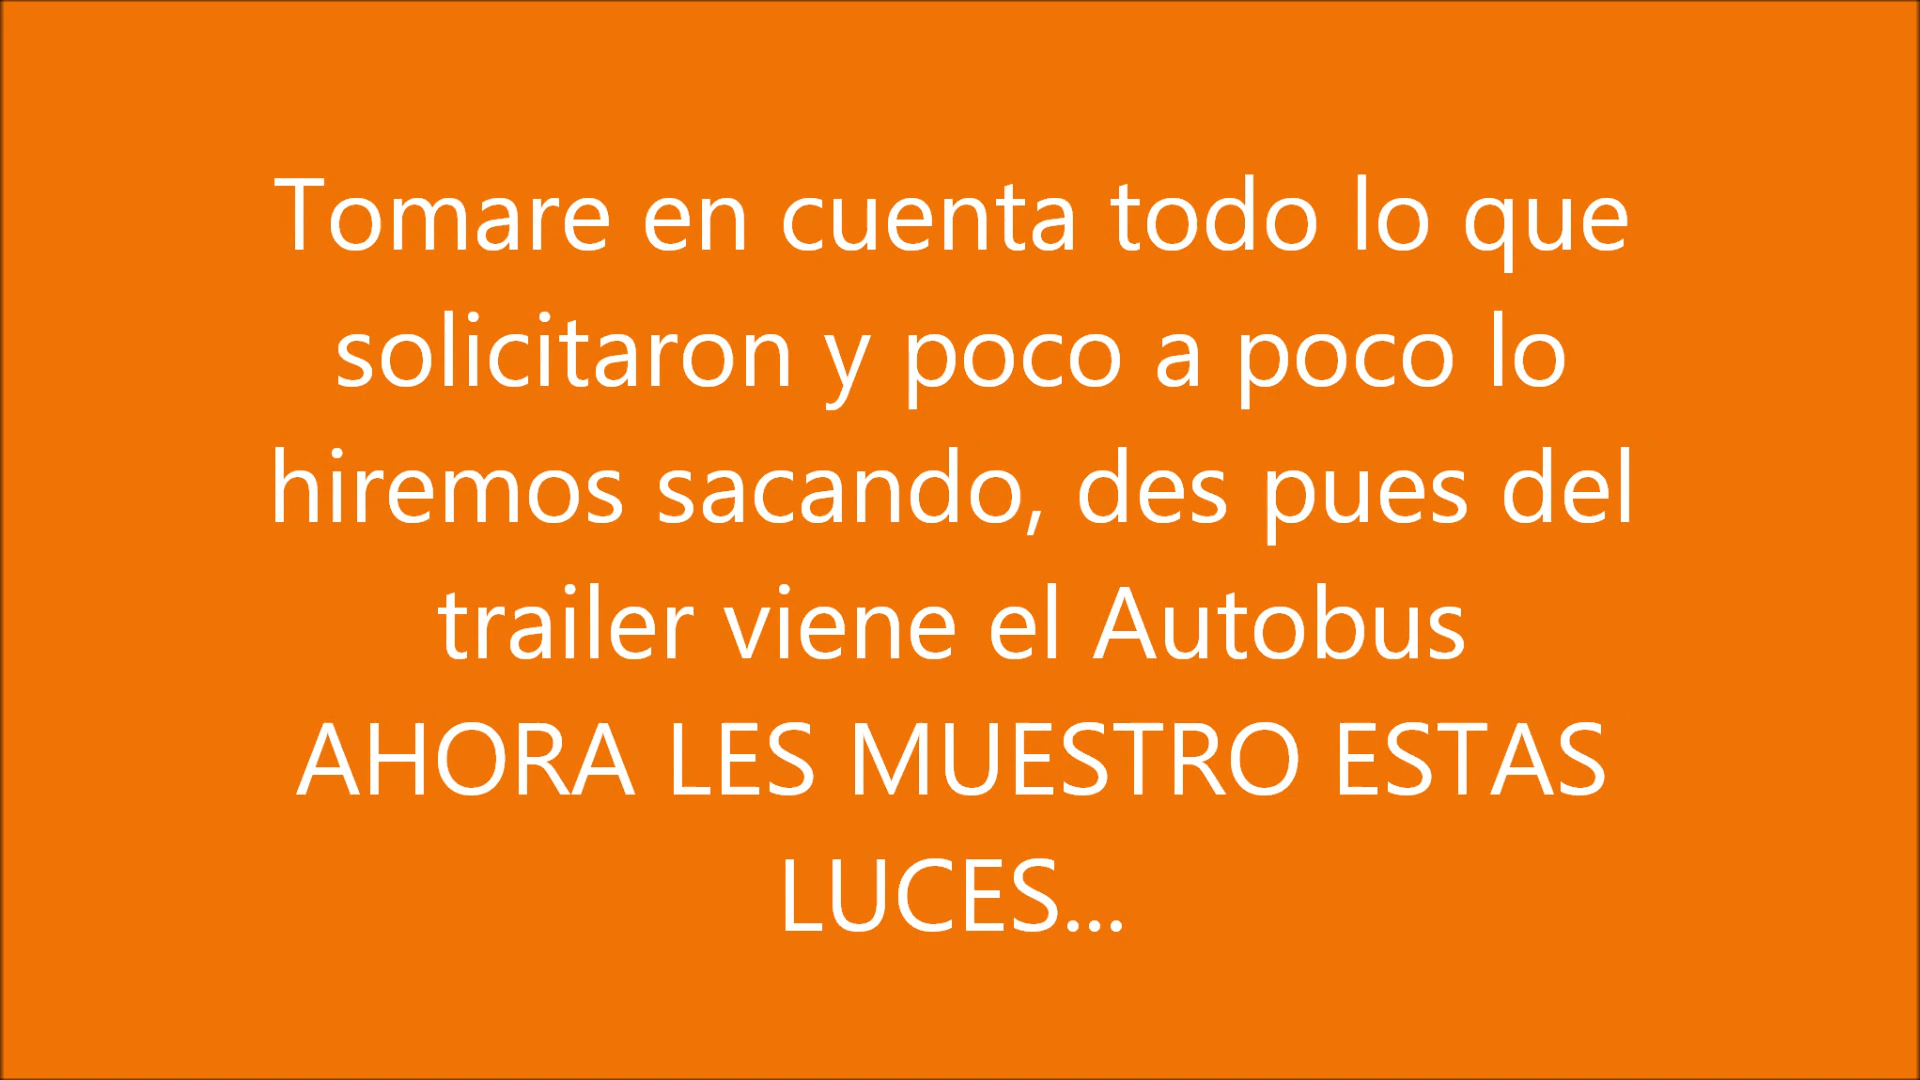 Tomare en cuenta todo lo que
solicitaron y poco a poco lo
hiremos sacando, des pues del
trailer viene el Autobus
AHORA LES MUESTRO ESTAS
LUCES...